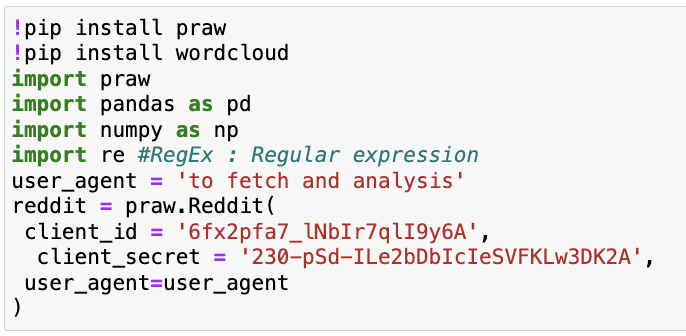 !pip install praw
!pip install wordcloud
import praw
import pandas as pd
import numpy as np
import re #RegEx : Regular expression
user_agent = 'to fetch and analysis'
reddit = praw.Reddit(
 client_id = '6fx2pfa7_lNbIr7qlI9y6A',
  client_secret = '230-pSd-ILe2bDbIcIeSVFKLw3DK2A',
 user_agent=user_agent
)